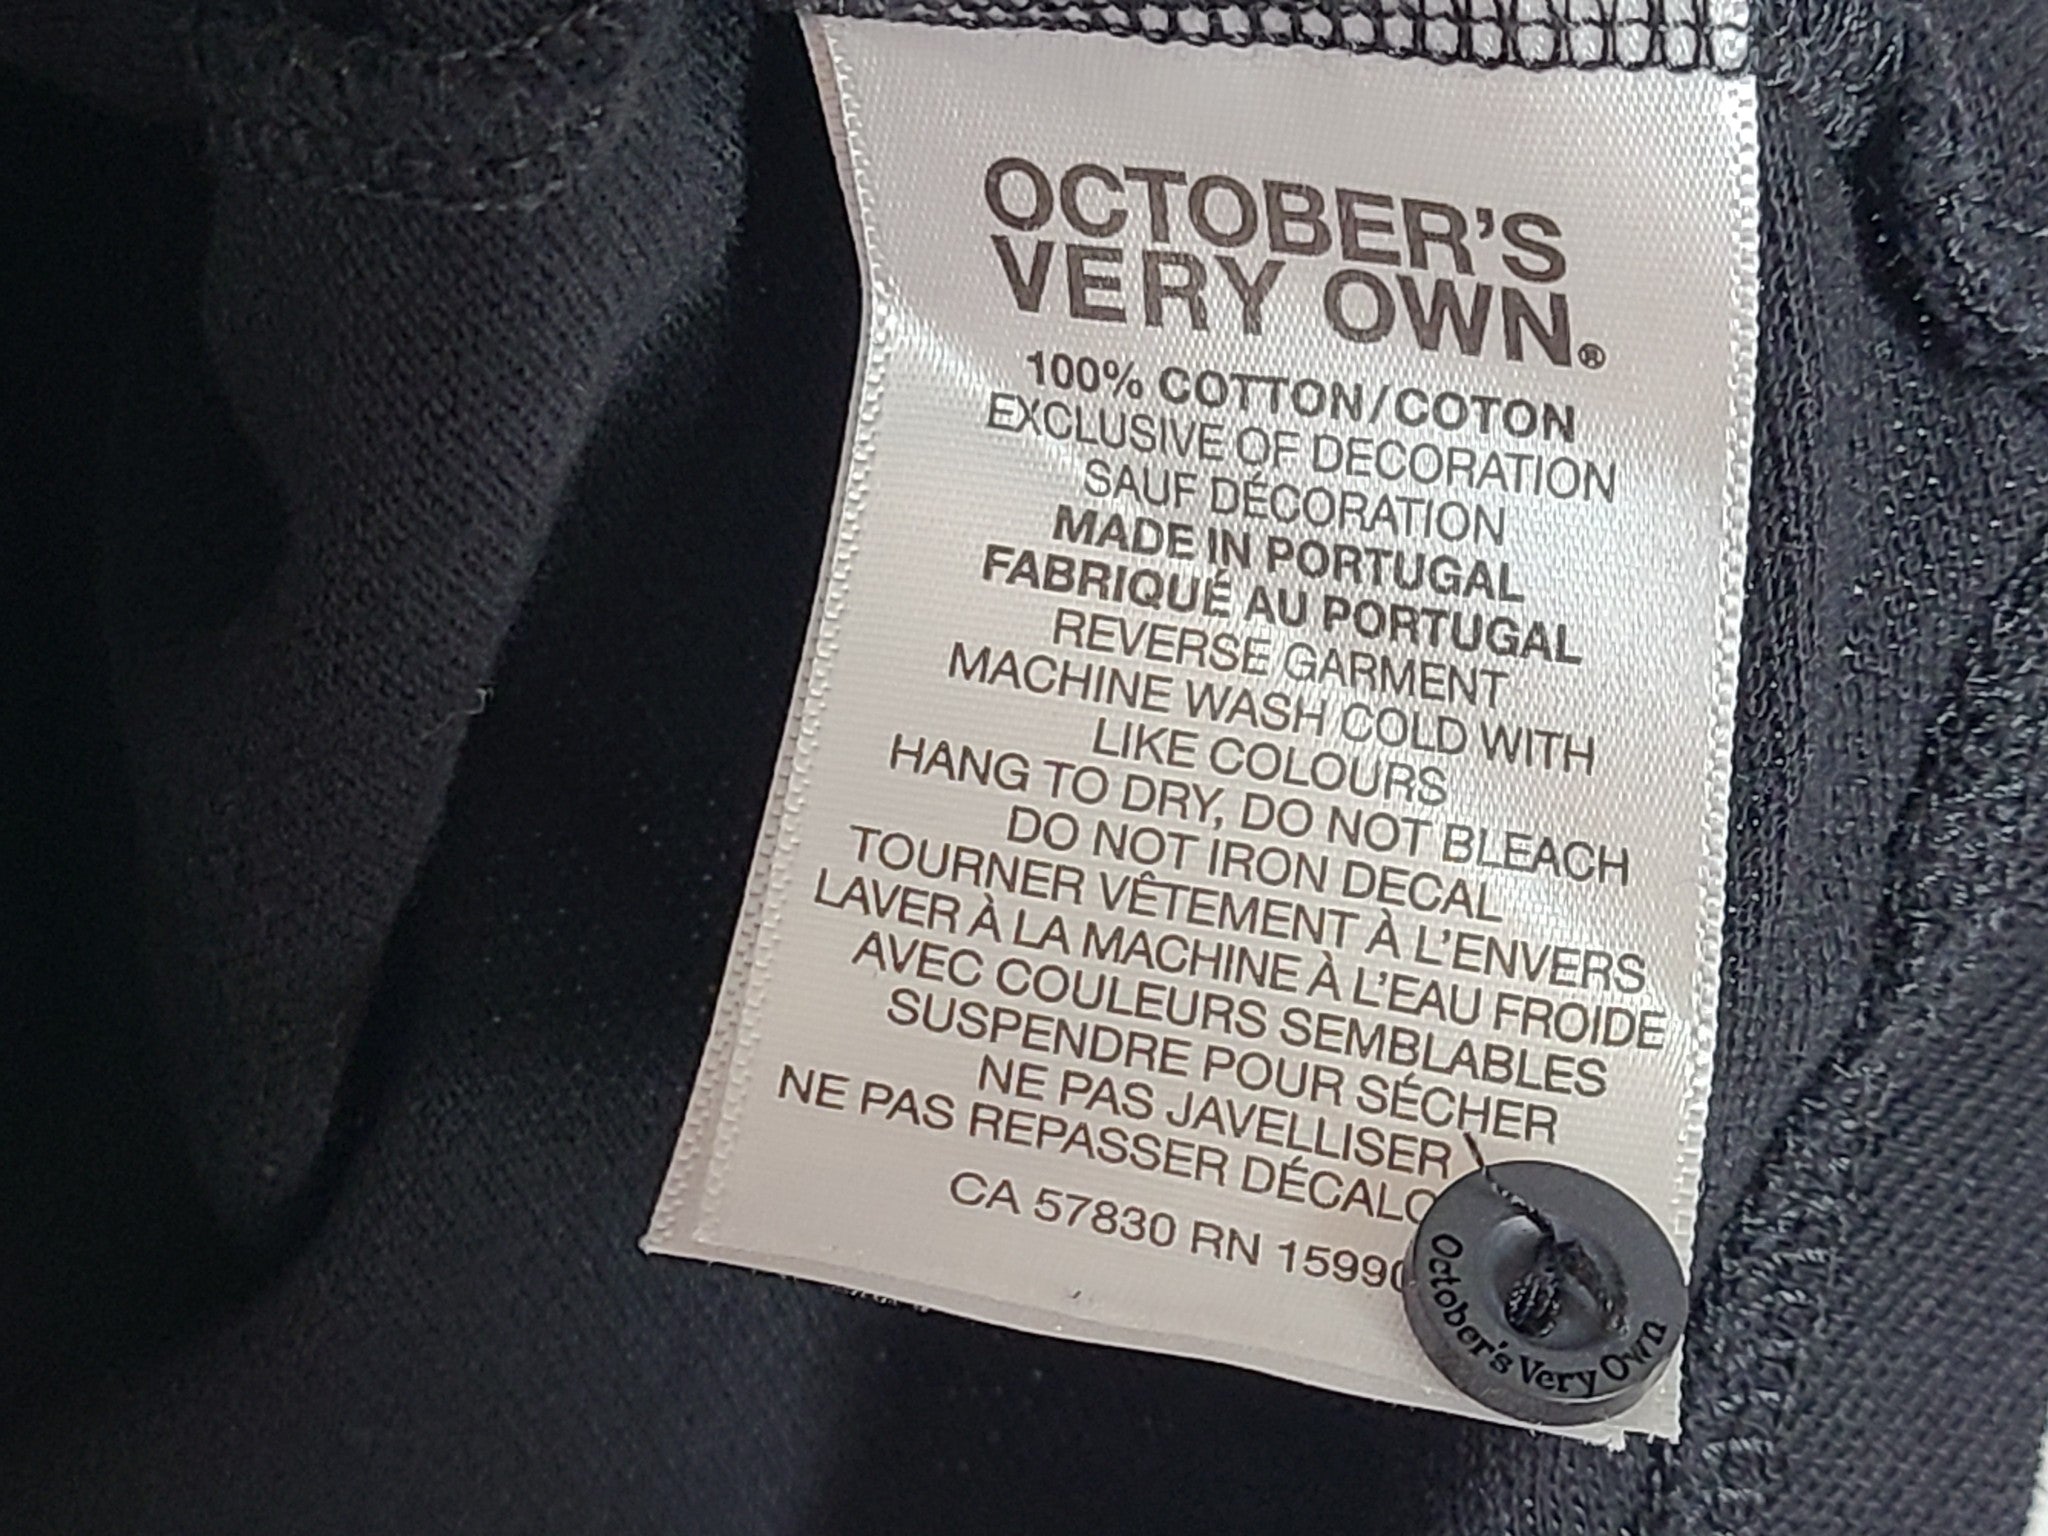 OCTOBER'S
VERY OWN®
100% COTTON/COTON
EXCLUSIVE OF DECORATION
SAUF DÉCORATION
MADE IN PORTUGAL
FABRIQUÉ AU PORTUGAL
REVERSE GARMENT
MACHINE WASH COLD WITH
LIKE COLOURS
HANG TO DRY, DO NOT BLEACH
DO NOT IRON DECAL
TOURNER VÊTEMENT À L'ENVERS
LAVER À LA MACHINE À L'EAU FROIDE
AVEC COULEURS SEMBLABLES
SUSPENDRE POUR SÉCHER
NE PAS JAVELLISER
NE PAS REPASSER
CA 57830 RN
October's Very Own